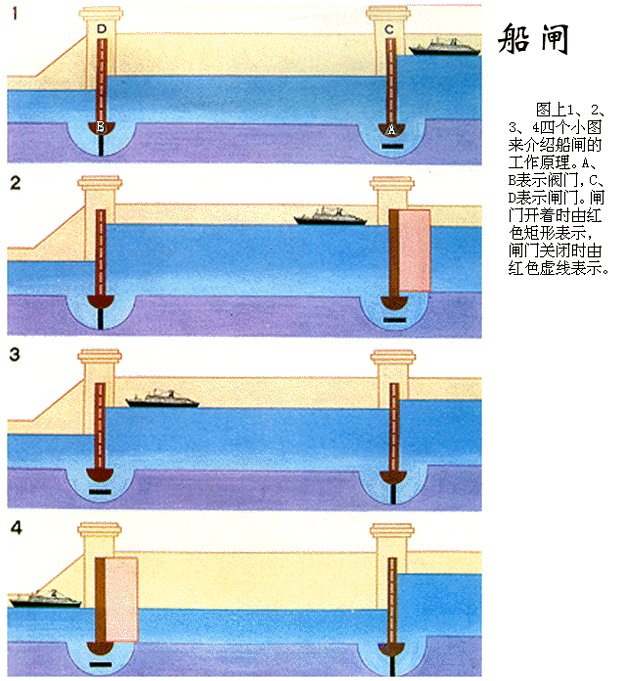 船闸
图上1、2、
3、4四个小图
来介绍船闸的
工作原理。A、
B表示阀门,C、
D表示闸门。闸
门开着时由红
色矩形表示,
闸门关闭时由
红色虚线表示。
1
D
C
B
A
2
3
4